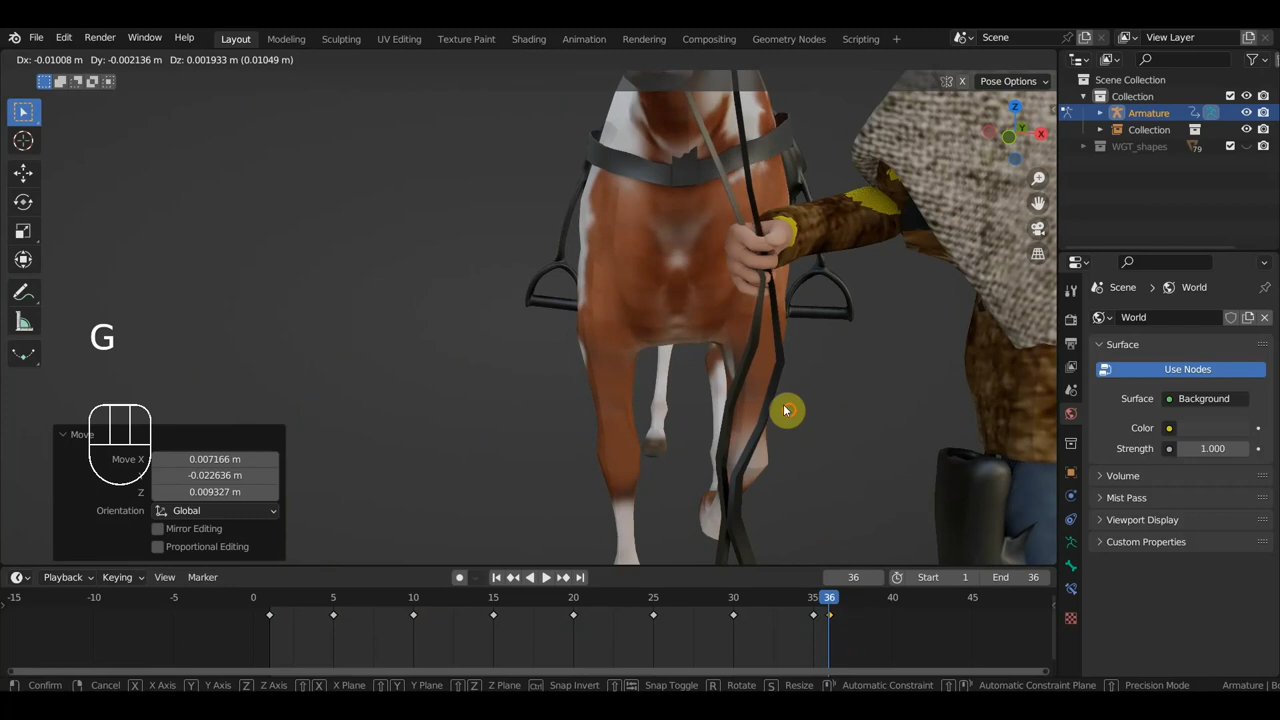 File Edit Render Window Help Layout Modeling Sculpting UV Editing Texture Paint Shading Animation Rendering Compositing Geometry Nodes Scripting + Scene View Layer
Dx: -0.01008 m Dy: -0.002136 m Dz: 0.001933 m (0.01049 m)
X Pose Options
Scene Collection
Collection
Armature
Collection
WGT_shapes 79
Z
Y
X
Scene World
World
Surface
Use Nodes
Surface Background
Color
Strength 1.000
Volume
Mist Pass
Viewport Display
Custom Properties
G
Move
Move X 0.007166 m
-0.022636 m
Z 0.009327 m
Orientation Global
Mirror Editing
Proportional Editing
Playback Keying View Marker 36 Start 1 End 36
-15 -10 -5 0 5 10 15 20 25 30 35 36 40 45
Confirm Cancel X X Axis Y Y Axis Z Z Axis X X Plane Y Y Plane Z Z Plane Ctrl Snap Invert Snap Toggle R Rotate S Resize Automatic Constraint Automatic Constraint Plane Precision Mode Armature